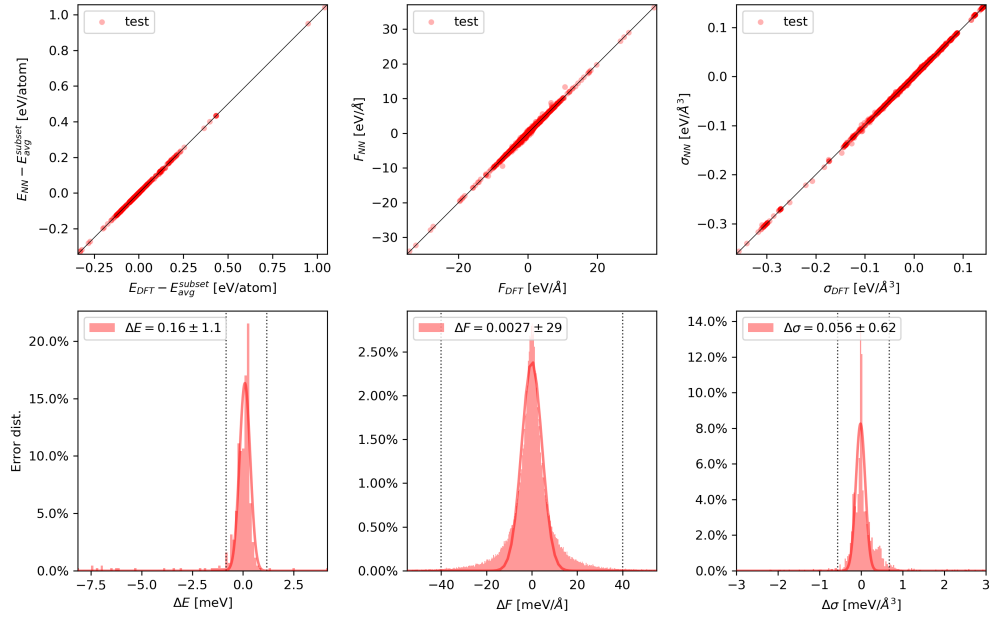 test
1.0
0.8
0.6
0.4
0.2
0.0
−0.2
E_NN − E_avg^subset [eV/atom]
−0.25 0.00 0.25 0.50 0.75 1.00
E_DFT − E_avg^subset [eV/atom]
test
30
20
10
0
−10
−20
−30
F_NN [eV/Å]
−20 0 20
F_DFT [eV/Å]
test
0.1
0.0
−0.1
−0.2
−0.3
σ_NN [eV/Å^3]
−0.3 −0.2 −0.1 0.0 0.1
σ_DFT [eV/Å^3]
ΔE = 0.16 ± 1.1
20.0%
15.0%
10.0%
5.0%
0.0%
Error dist.
−7.5 −5.0 −2.5 0.0 2.5
ΔE [meV]
ΔF = 0.0027 ± 29
2.50%
2.00%
1.50%
1.00%
0.50%
0.00%
−40 −20 0 20 40
ΔF [meV/Å]
Δσ = 0.056 ± 0.62
14.0%
12.0%
10.0%
8.0%
6.0%
4.0%
2.0%
0.0%
−3 −2 −1 0 1 2 3
Δσ [meV/Å^3]